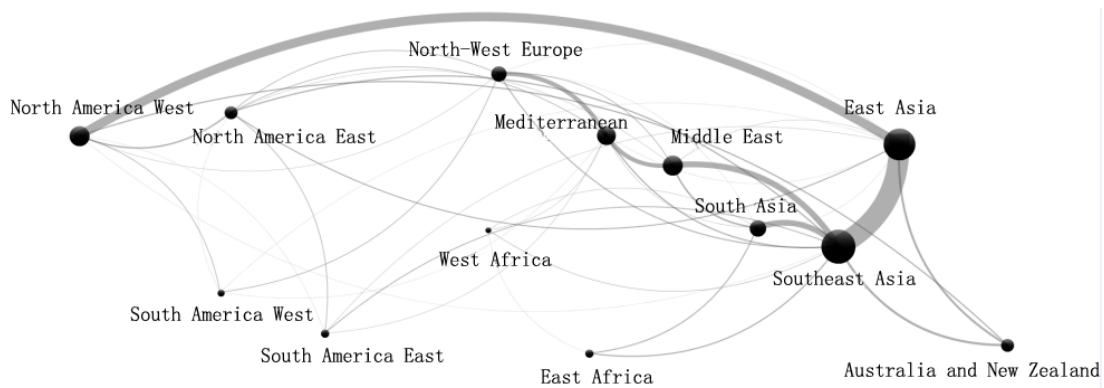 North-West Europe
North America West
East Asia
Mediterranean
North America East
Middle East
South Asia
West Africa
Southeast Asia
South America West
South America East
East Africa
Australia and New Zealand